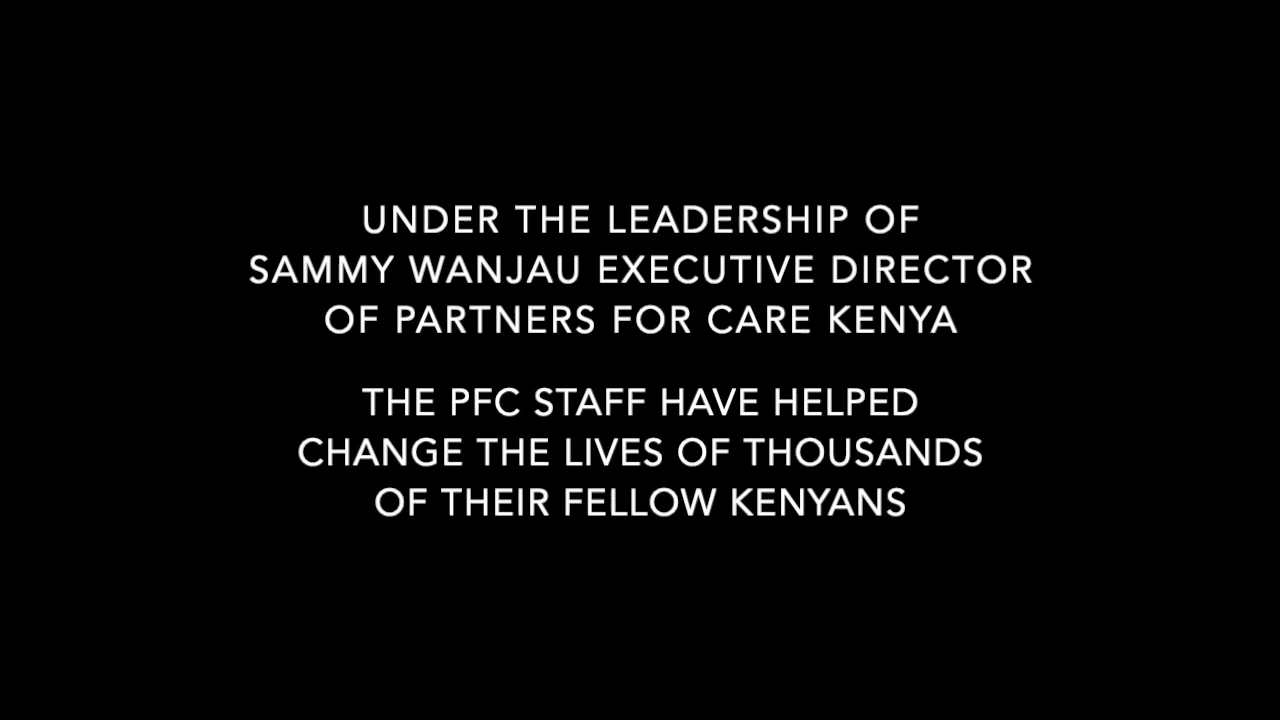 UNDER THE LEADERSHIP OF
SAMMY WANJAU EXECUTIVE DIRECTOR
OF PARTNERS FOR CARE KENYA
THE PFC STAFF HAVE HELPED
CHANGE THE LIVES OF THOUSANDS
OF THEIR FELLOW KENYANS